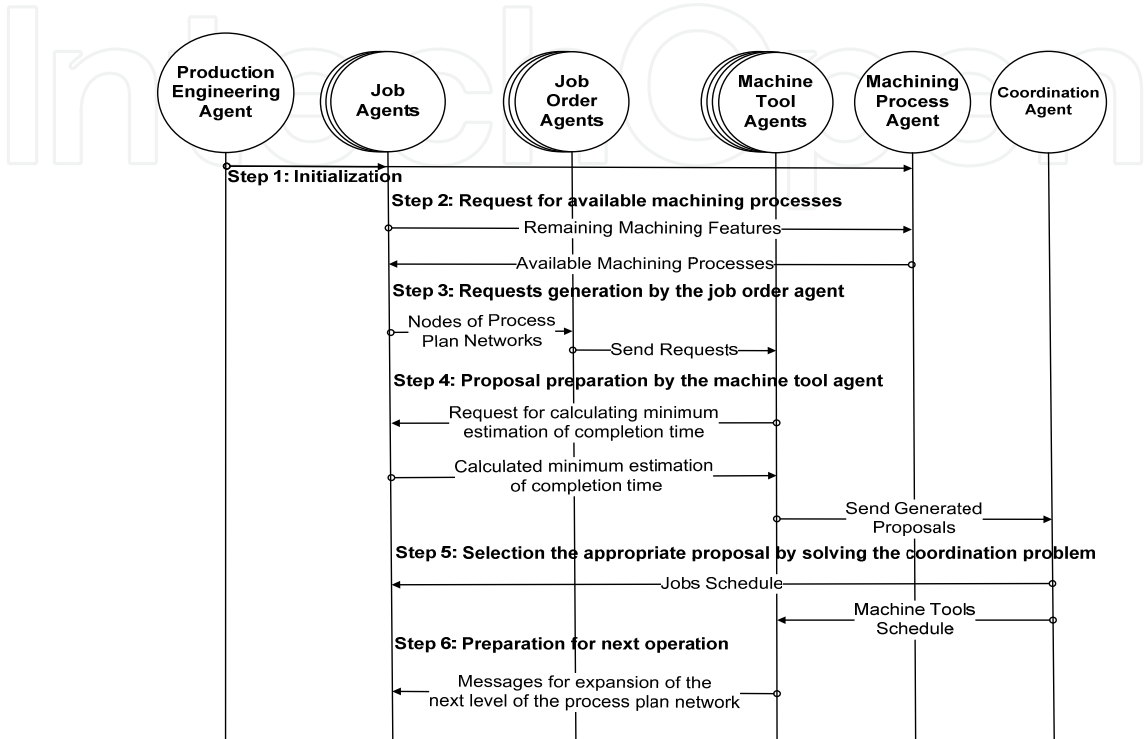 IntechOpen
Production
Engineering
Agent
Job
Agents
Job
Order
Agents
Machine
Tool
Agents
Machining
Process
Agent
Coordination
Agent
Step 1: Initialization
Step 2: Request for available machining processes
Remaining Machining Features
Available Machining Processes
Step 3: Requests generation by the job order agent
Nodes of Process
Plan Networks
Send Requests
Step 4: Proposal preparation by the machine tool agent
Request for calculating minimum
estimation of completion time
Calculated minimum estimation
of completion time
Send Generated
Proposals
Step 5: Selection the appropriate proposal by solving the coordination problem
Jobs Schedule
Machine Tools
Schedule
Step 6: Preparation for next operation
Messages for expansion of the
next level of the process plan network